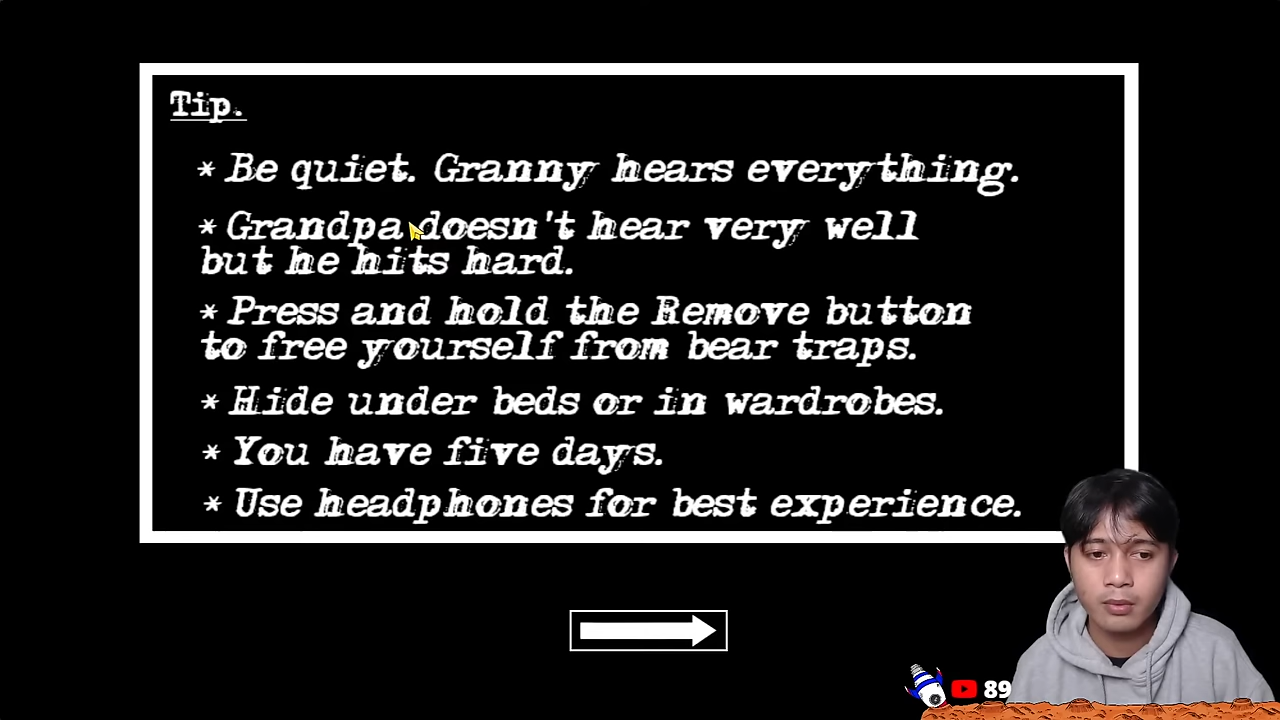 Tip.
* Be quiet. Granny hears everything.
* Grandpa doesn't hear very well
but he hits hard.
* Press and hold the Remove button
to free yourself from bear traps.
* Hide under beds or in wardrobes.
* You have five days.
* Use headphones for best experience.
89